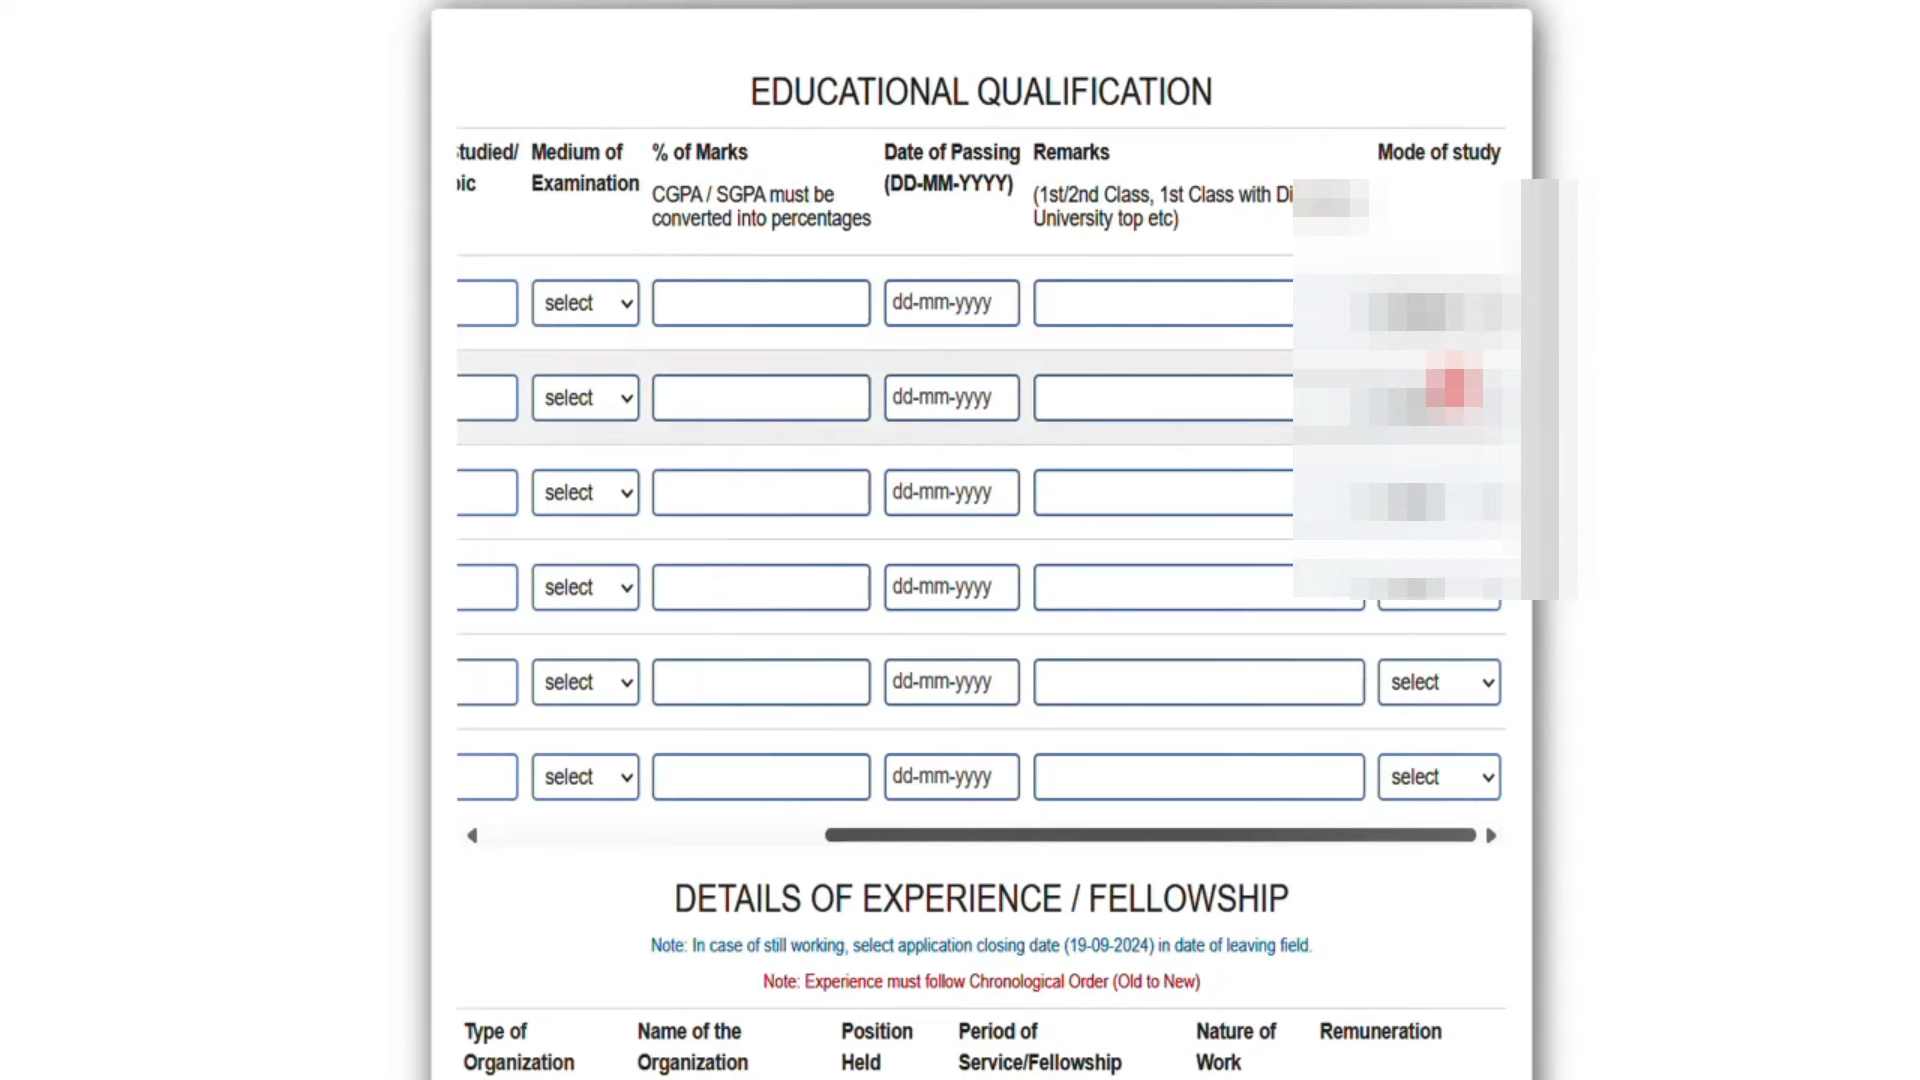 EDUCATIONAL QUALIFICATION
tudied/ Medium of % of Marks Date of Passing Remarks Mode of study
Examination (DD-MM-YYYY)
CGPA / SGPA must be (1st/2nd Class, 1st Class with
converted into percentages University top etc)
select dd-mm-yyyy
select dd-mm-yyyy
select dd-mm-yyyy
select dd-mm-yyyy
select dd-mm-yyyy select
select dd-mm-yyyy select
DETAILS OF EXPERIENCE / FELLOWSHIP
Note: In case of still working, select application closing date (19-09-2024) in date of leaving field.
Note: Experience must follow Chronological Order (Old to New)
Type of Name of the Position Period of Nature of Remuneration
Organization Organization Held Service/Fellowship Work